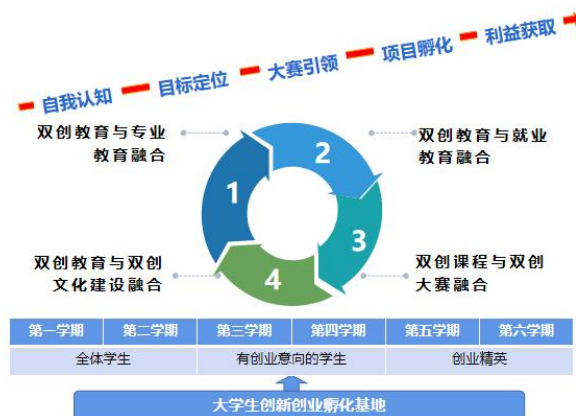 自我认知 目标定位 大赛引领 项目孵化 利益获取
双创教育与专业
教育融合
双创教育与就业
教育融合
1
2
3
4
双创教育与双创
文化建设融合
双创课程与双创
大赛融合
第一学期 第二学期 第三学期 第四学期 第五学期 第六学期
全体学生 有创业意向的学生 创业精英
大学生创新创业孵化基地